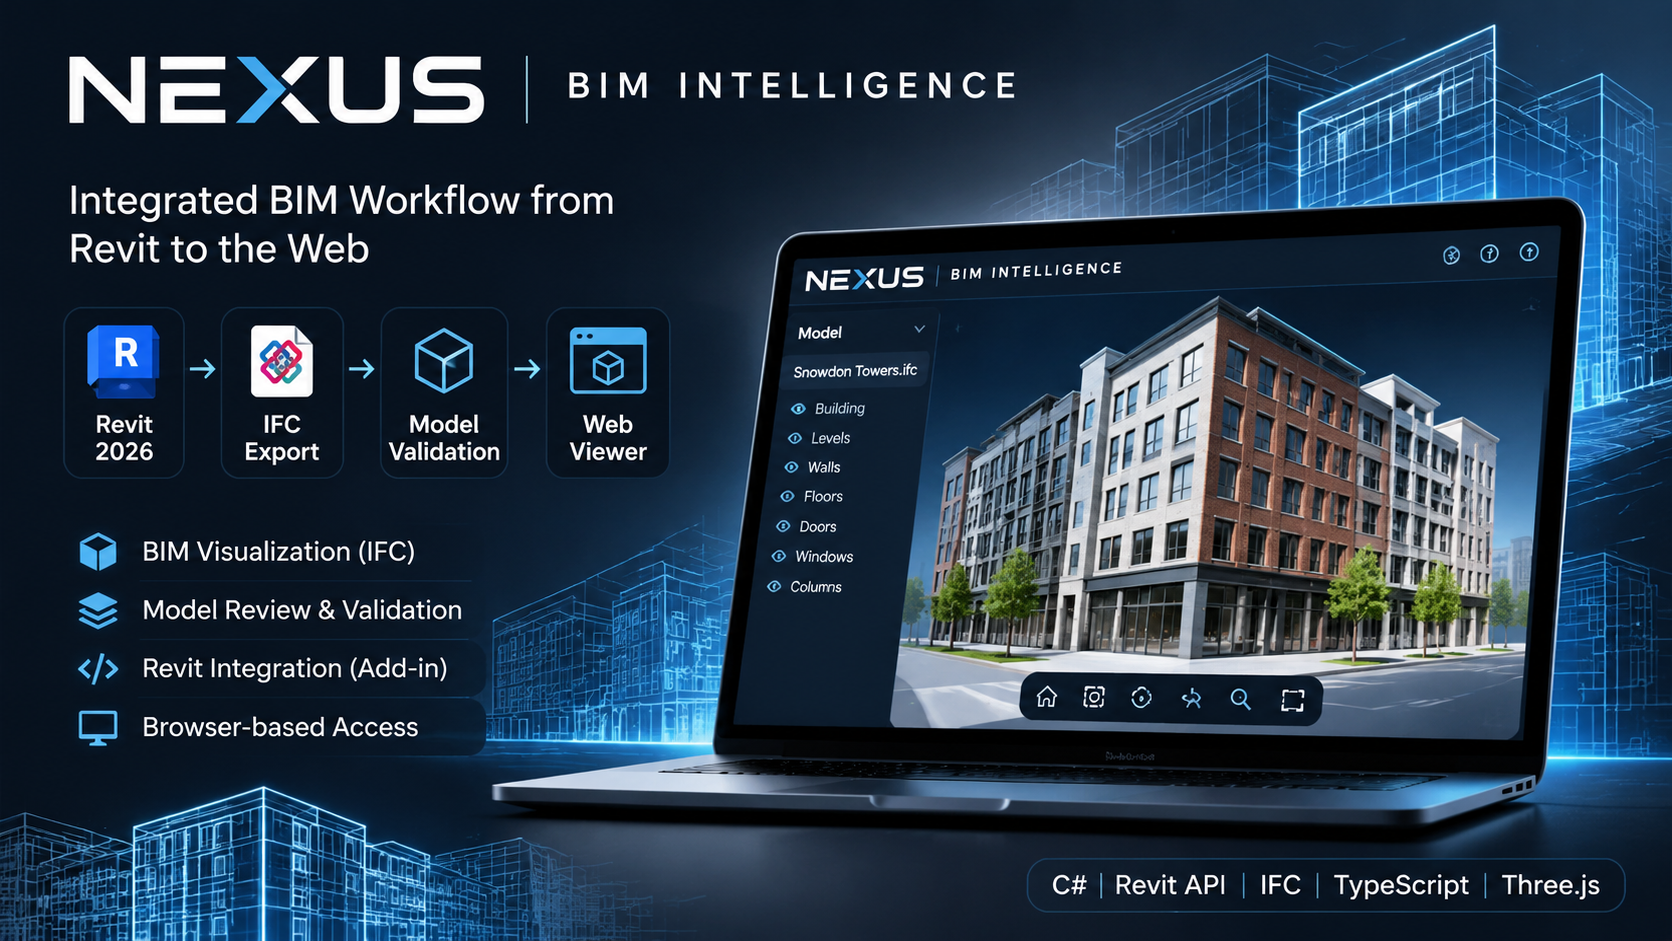 NEXUS
BIM INTELLIGENCE
Integrated BIM Workflow from
Revit to the Web
R
Revit
2026
IFC
Export
Model
Validation
Web
Viewer
BIM Visualization (IFC)
Model Review & Validation
Revit Integration (Add-in)
Browser-based Access
NEXUS
BIM INTELLIGENCE
Model
Snowdon Towers.ifc
Building
Levels
Walls
Floors
Doors
Windows
Columns
C# | Revit API | IFC | TypeScript | Three.js